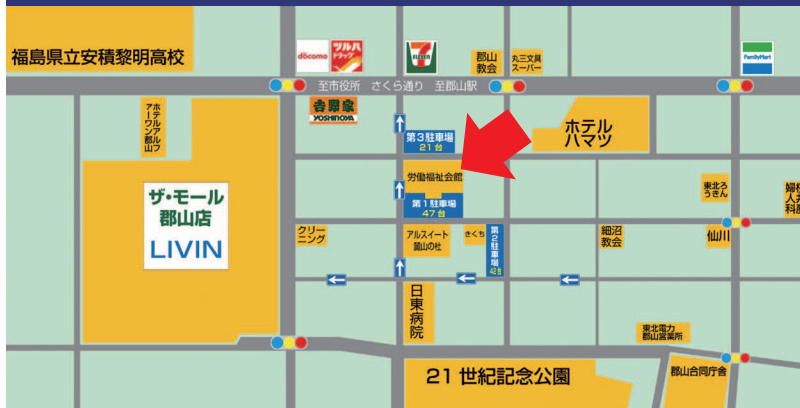 福島県立安積黎明高校
döcomo
ツルハ
ドラッグ
ELEVEN
郡山
教会
丸三文具
スーパー
FamilyMart
至市役所 さくら通り 至郡山駅
吉野家
YOSHINOYA
ホテルアルファーワン郡山
第3駐車場
21台
ホテル
ハマツ
労働福祉会館
ザ・モール
郡山店
LIVIN
第1駐車場
47台
東北ろうきん
クリー
ニング
アルスイート
麓山の杜
きくち
第2駐車場
42台
細沼
教会
仙川
日東病院
東北電力
郡山営業所
21世紀記念公園
郡山合同庁舎